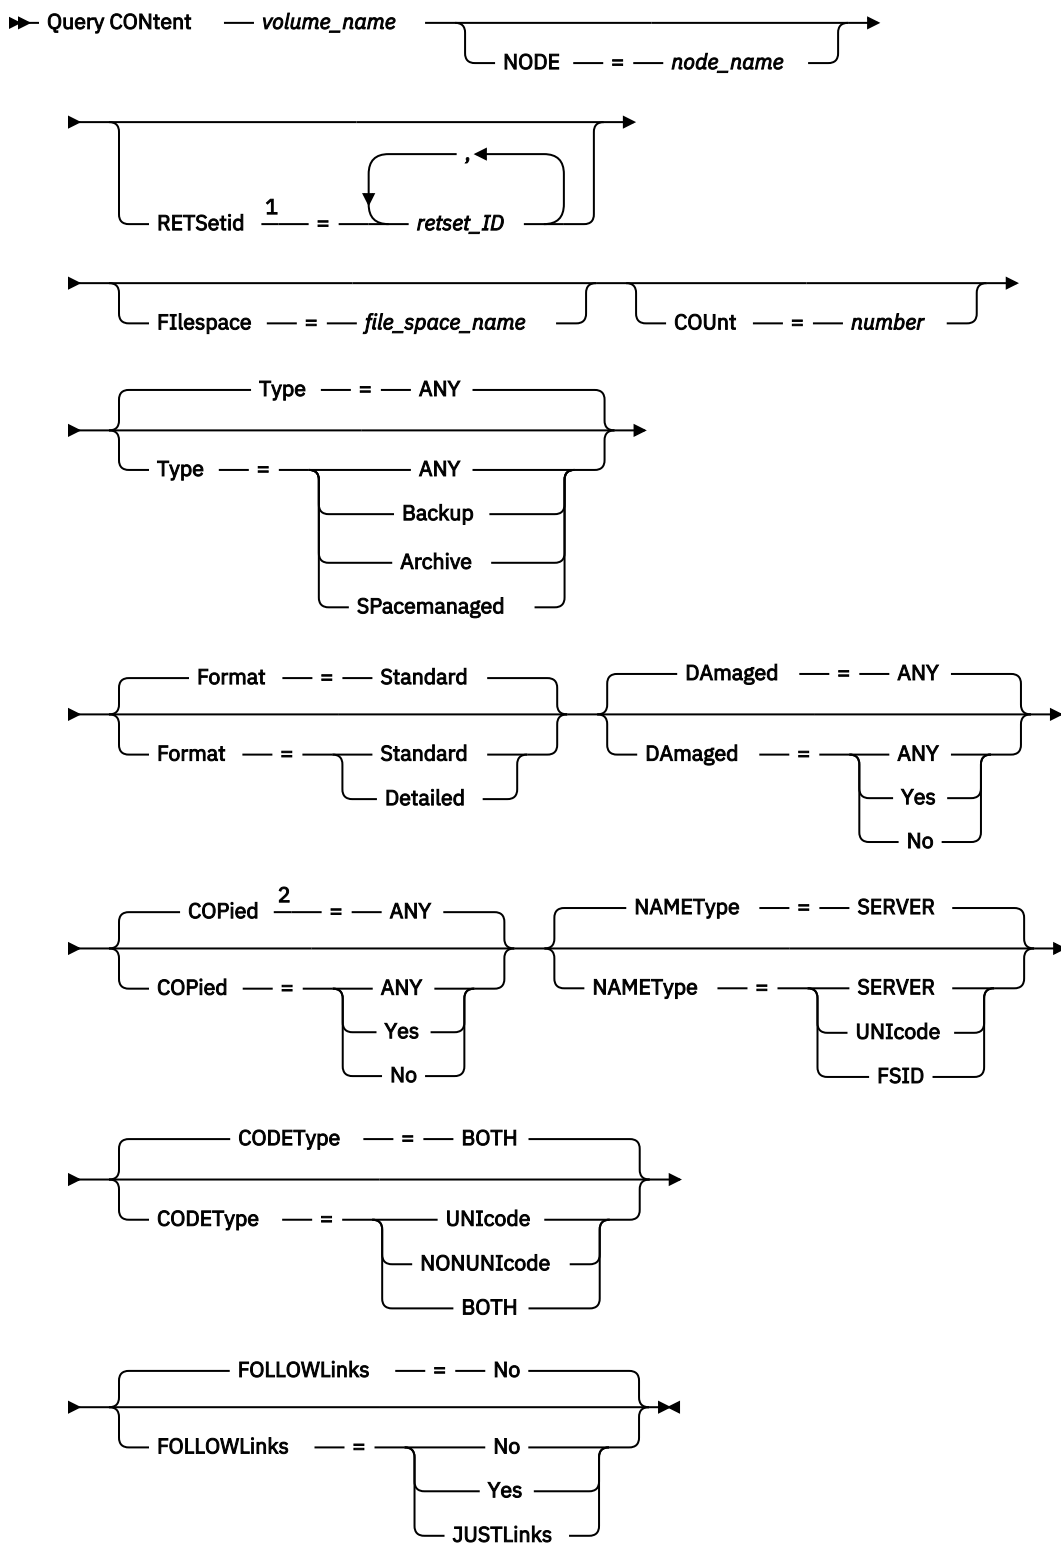 Query CONtent volume_name
NODE = node_name
,
RETSetid 1 = retset_ID
FIlespace = file_space_name COUnt = number
Type = ANY
Type = ANY
Backup
Archive
SPacemanaged
Format = Standard DAmaged = ANY
Format = Standard DAmaged = ANY
Detailed Yes
No
COPied 2 = ANY NAMEType = SERVER
COPied = ANY NAMEType = SERVER
Yes UNIcode
No FSID
CODEType = BOTH
CODEType = UNIcode
NONUNIcode
BOTH
FOLLOWLinks = No
FOLLOWLinks = No
Yes
JUSTLinks